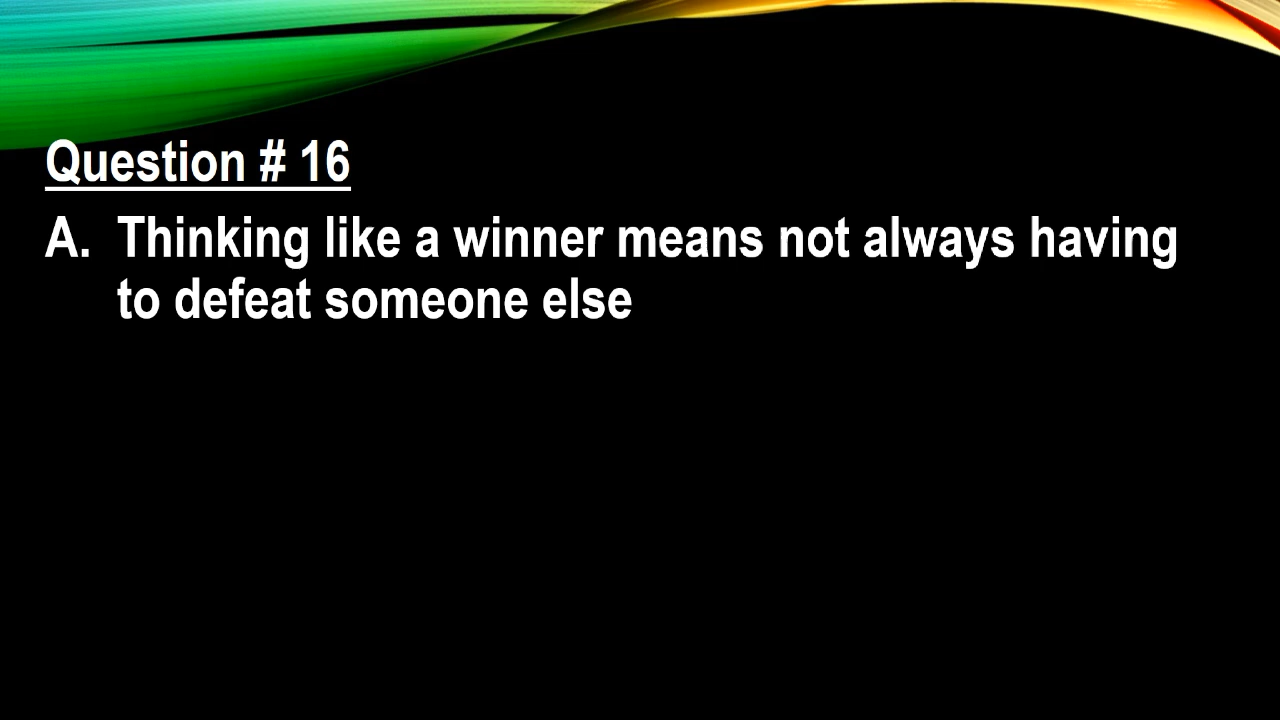 Question # 16
A. Thinking like a winner means not always having
to defeat someone else